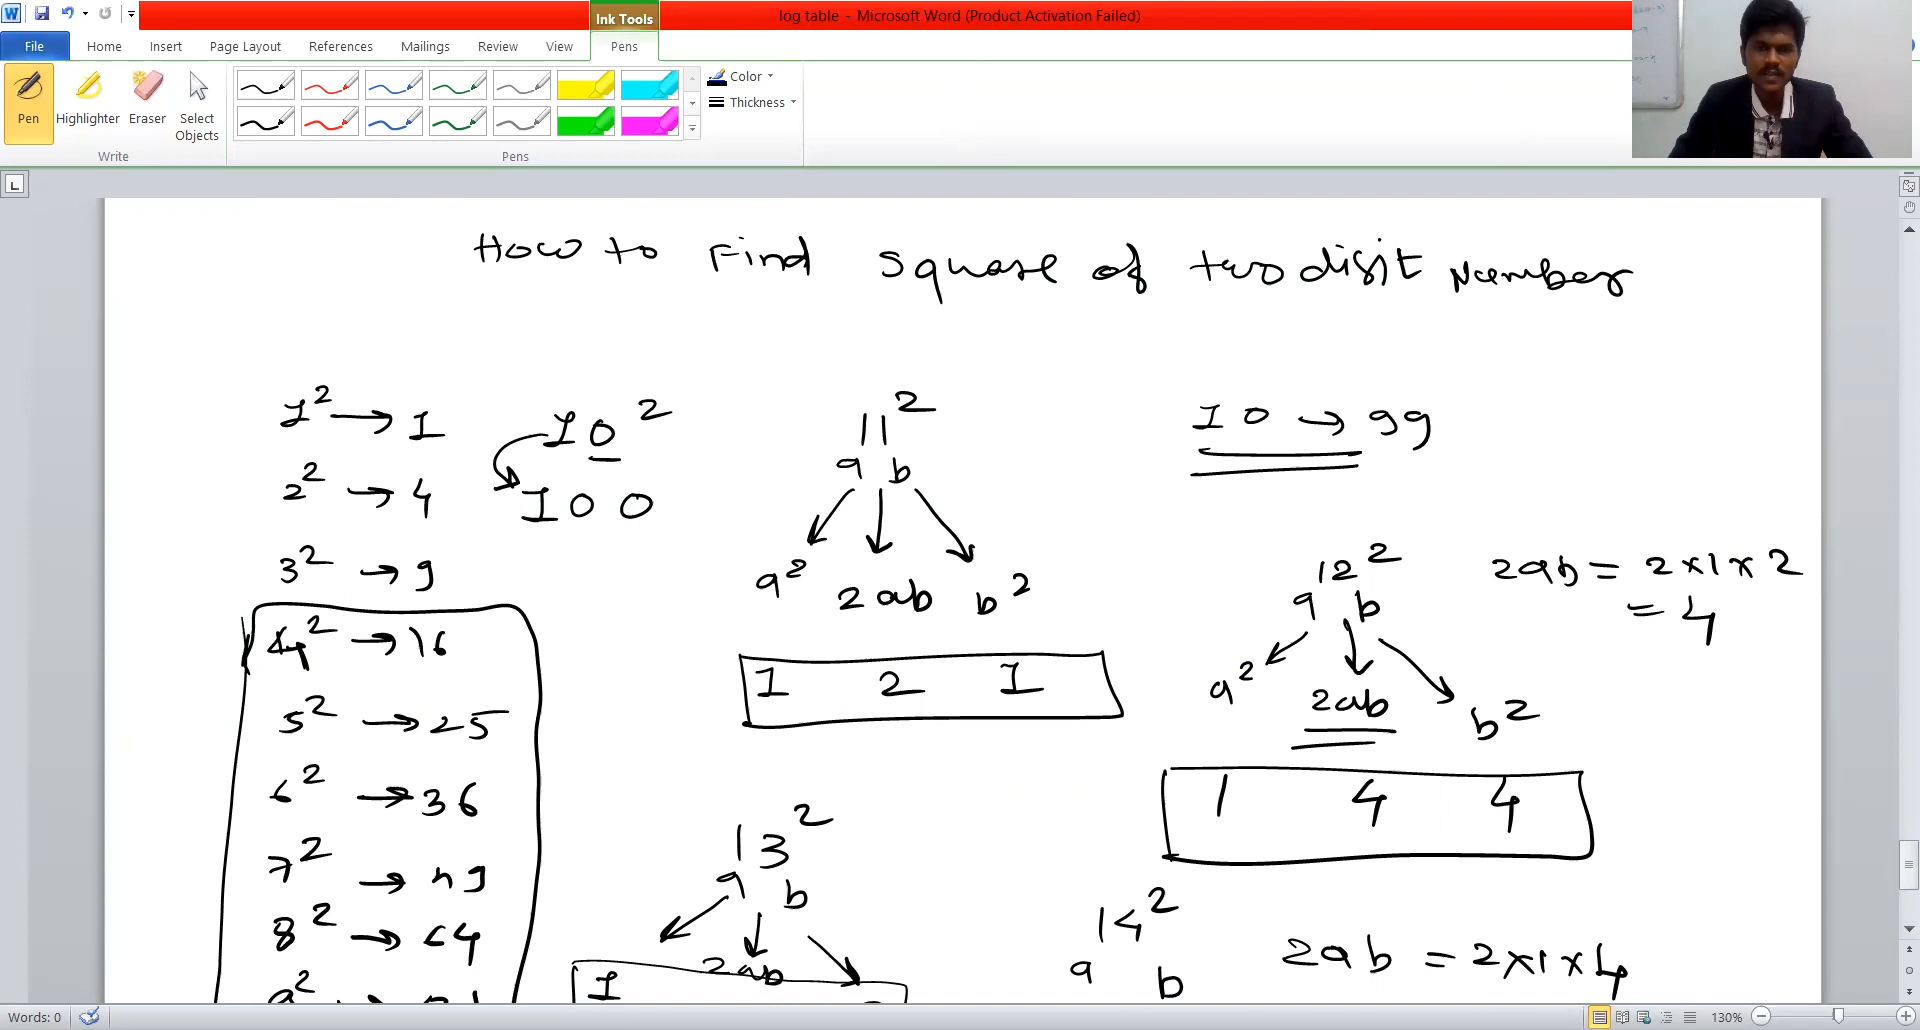 log table - Microsoft Word (Product Activation Failed)
Ink Tools
File Home Insert Page Layout References Mailings Review View Pens
Pen Highlighter Eraser Select Objects
Color
Thickness
Write Pens
How to Find Square of two digit Number
1² → 1
2² → 4
3² → 9
4² → 16
5² → 25
6² → 36
7² → 49
8² → 64
9²
10²
100
11²
a b
a² 2ab b²
1 2 1
10 → 99
12²
a b
a² 2ab b²
2ab = 2×1×2
= 4
1 4 4
13²
a b
2ab
1
14²
a b
2ab = 2×1×4
Words: 0
130%